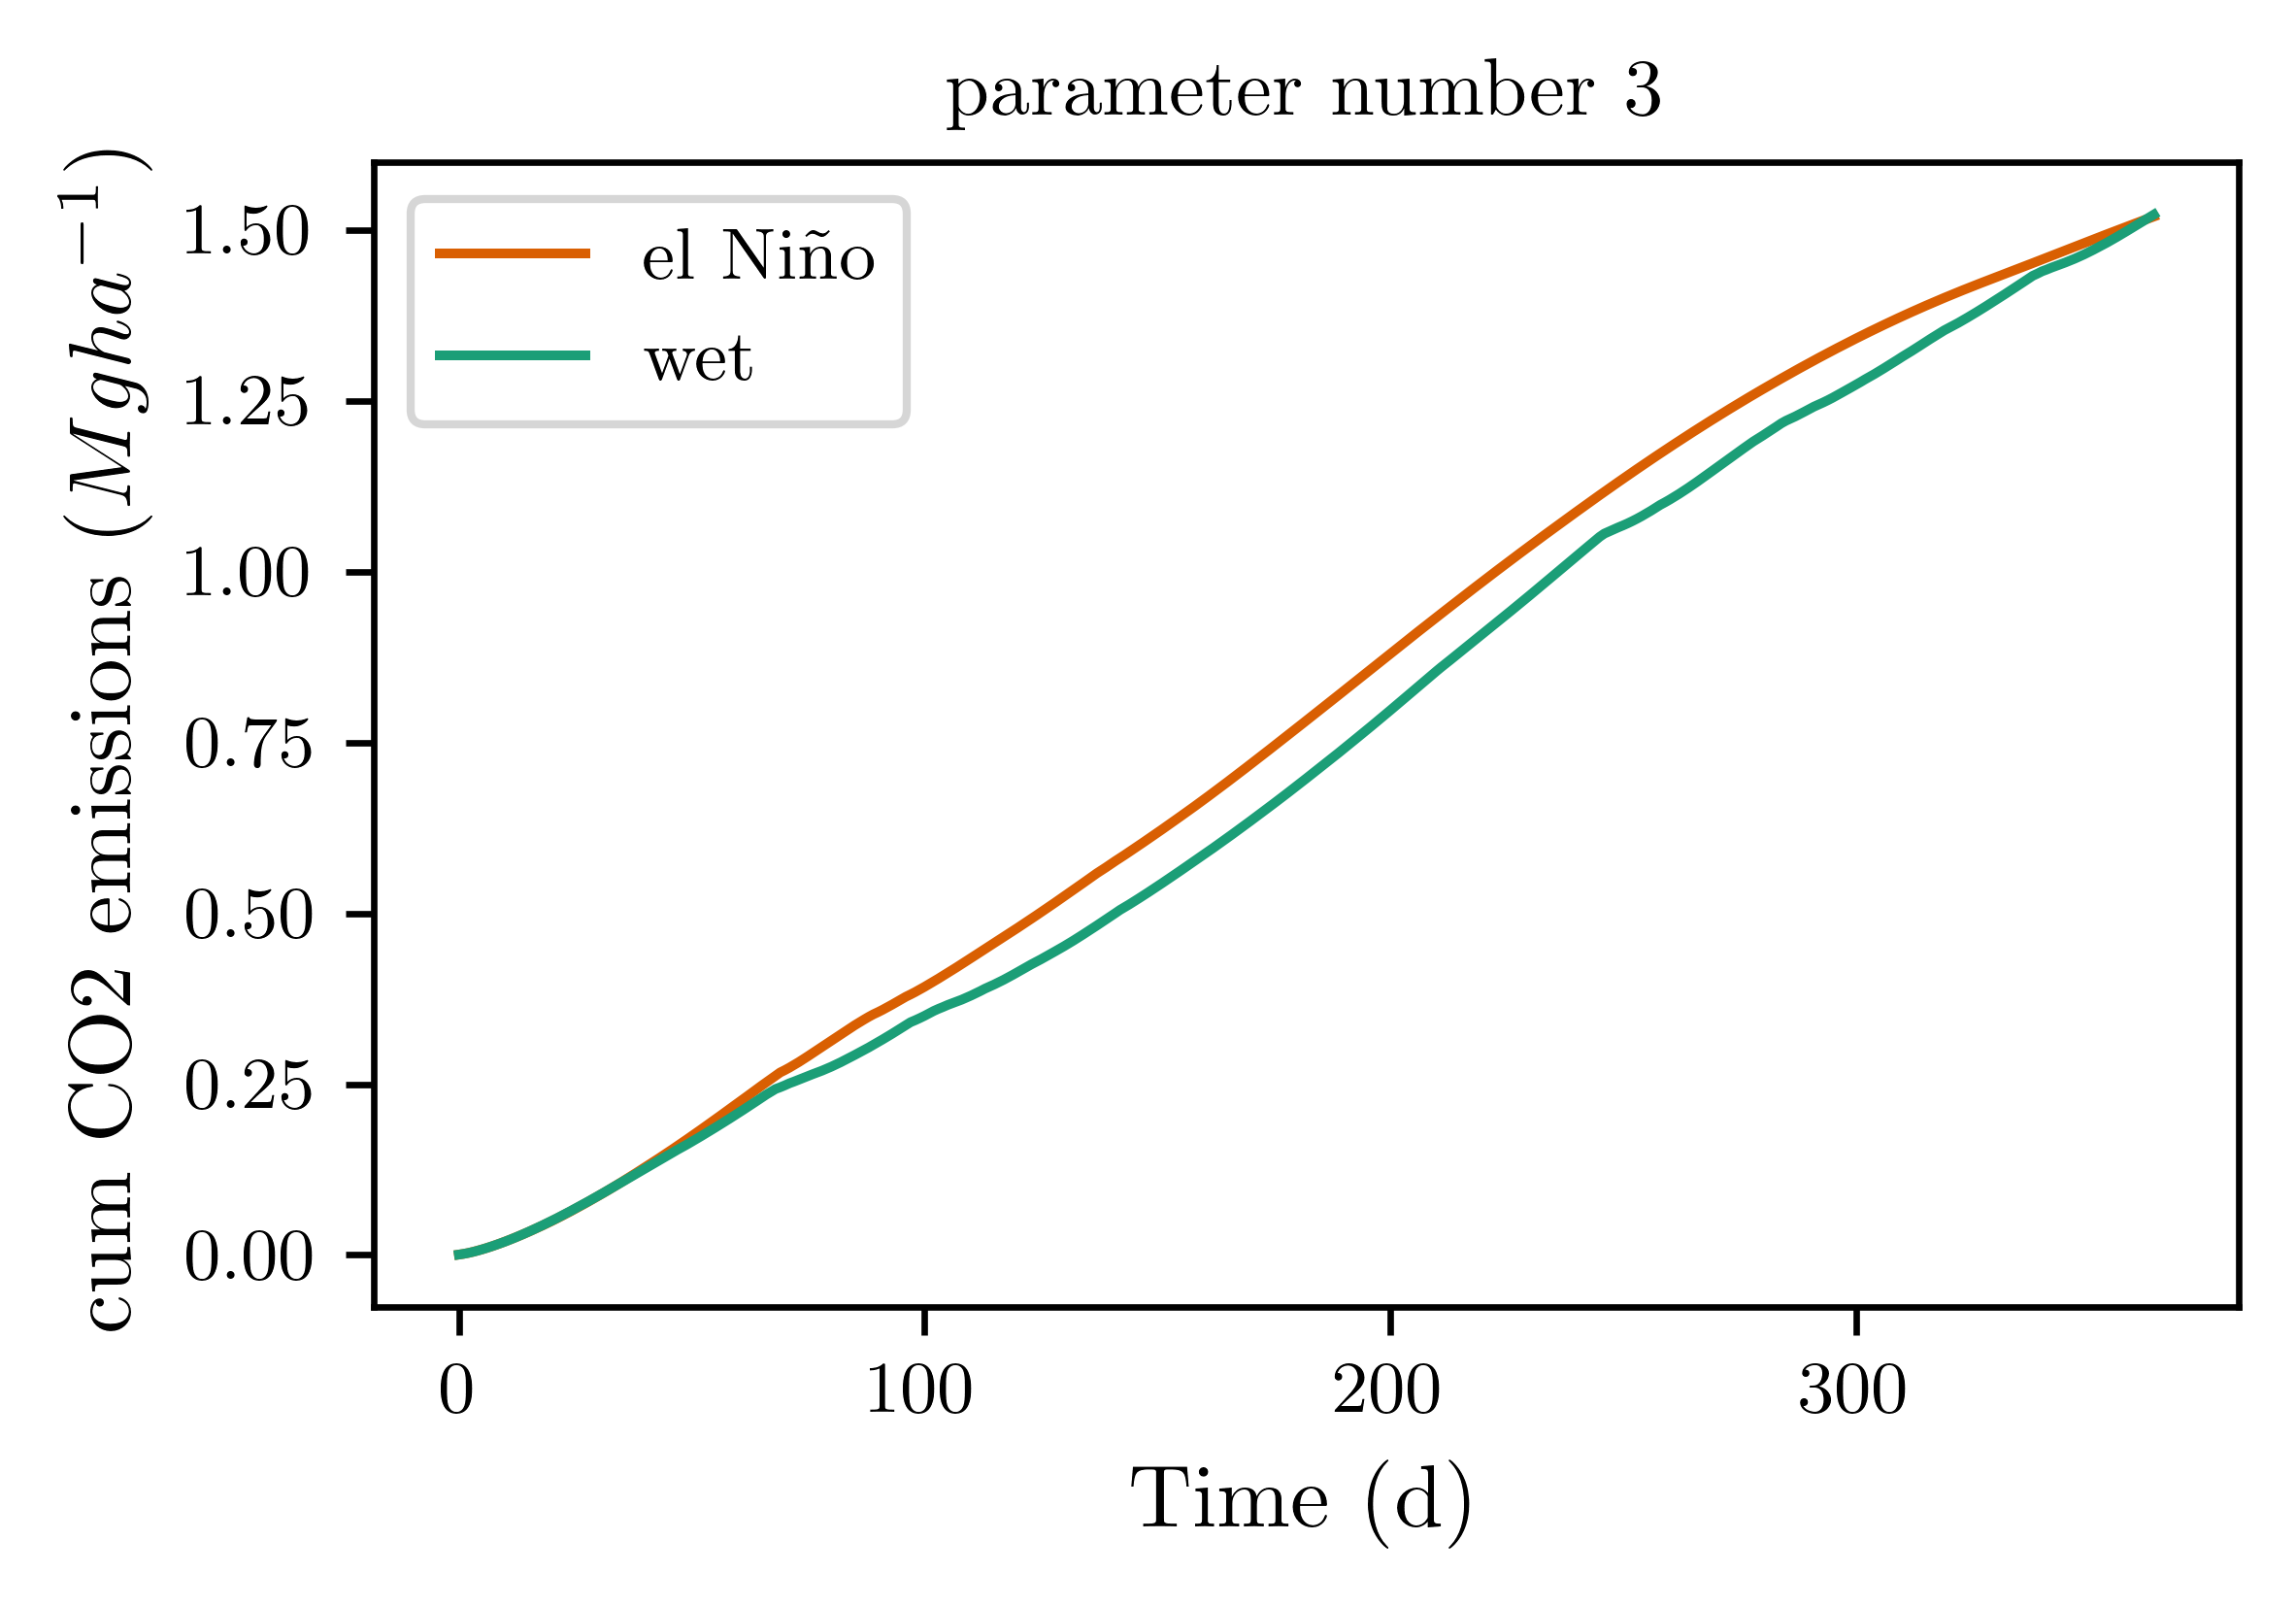 parameter number 3
cum CO2 emissions (Mgha⁻¹)
1.50
1.25
1.00
0.75
0.50
0.25
0.00
el Niño
wet
0 100 200 300
Time (d)